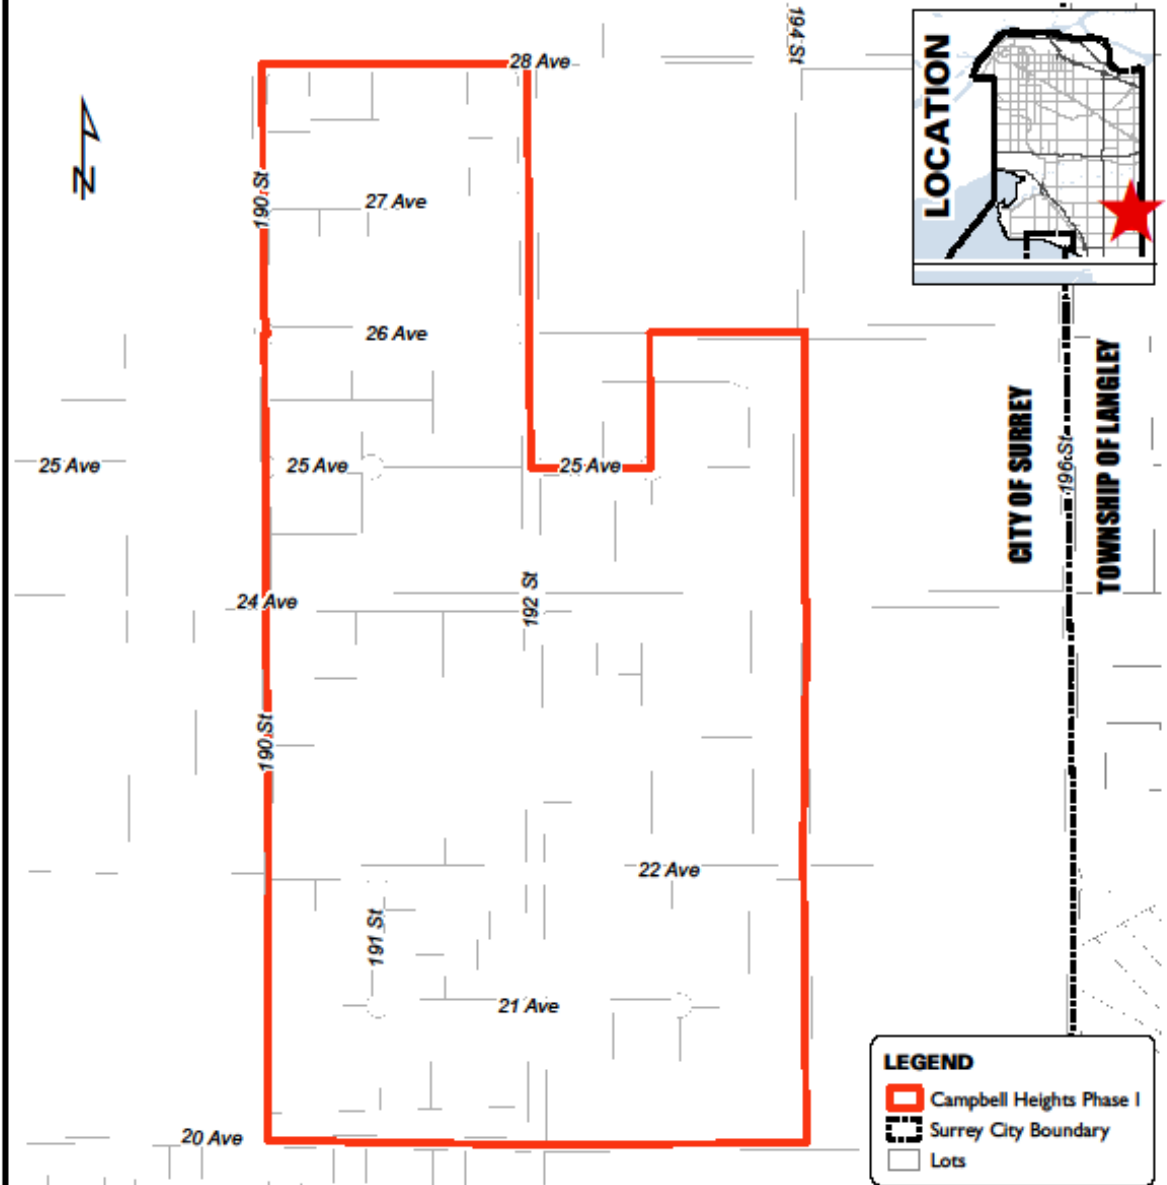 28 Ave
194 St
LOCATION
N
190 St
27 Ave
26 Ave
25 Ave
25 Ave
25 Ave
CITY OF SURREY
196 St
TOWNSHIP OF LANGLEY
24 Ave
192 St
190 St
22 Ave
191 St
21 Ave
20 Ave
LEGEND
Campbell Heights Phase I
Surrey City Boundary
Lots